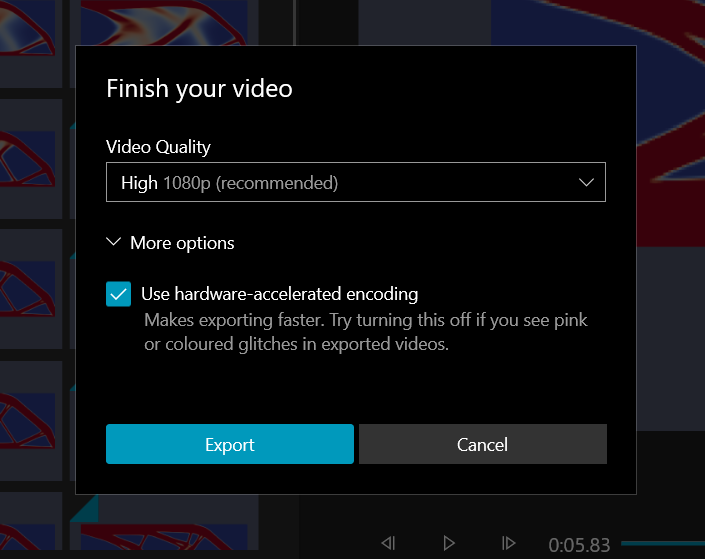 Finish your video
Video Quality
High 1080p (recommended)
More options
Use hardware-accelerated encoding
Makes exporting faster. Try turning this off if you see pink
or coloured glitches in exported videos.
Export
Cancel
0:05.83